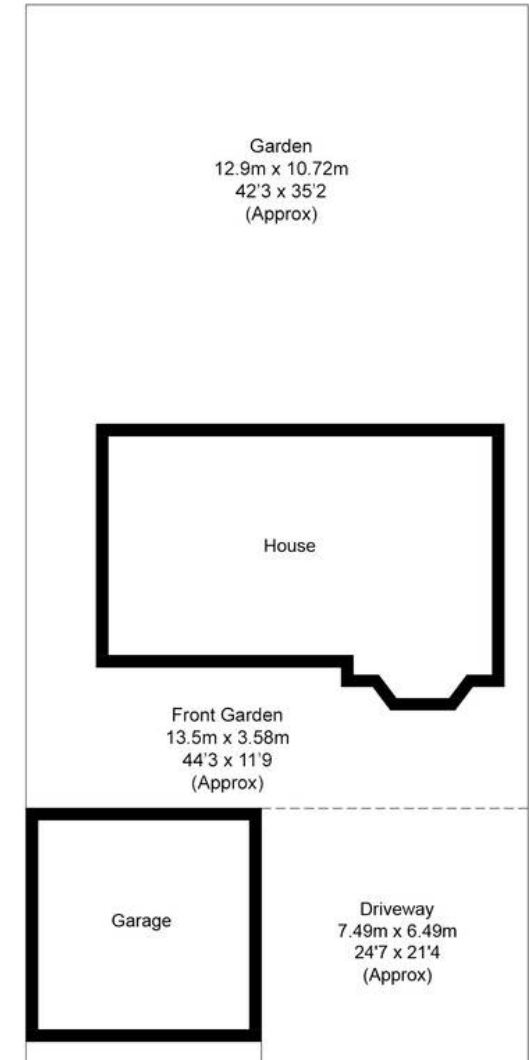 Garden
12.9m x 10.72m
42'3 x 35'2
(Approx)
House
Front Garden
13.5m x 3.58m
44'3 x 11'9
(Approx)
Garage
Driveway
7.49m x 6.49m
24'7 x 21'4
(Approx)